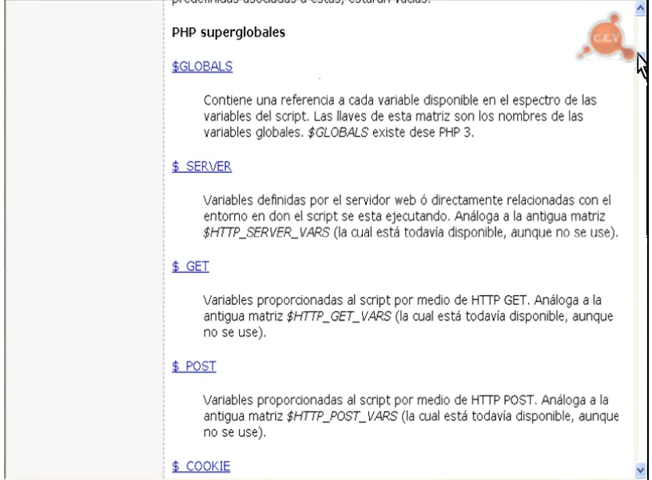 predefinidas asociadas a estas, estarán vacías.
PHP superglobales
C.E.V
$GLOBALS
Contiene una referencia a cada variable disponible en el espectro de las
variables del script. Las llaves de esta matriz son los nombres de las
variables globales. $GLOBALS existe dese PHP 3.
$_SERVER
Variables definidas por el servidor web ó directamente relacionadas con el
entorno en don el script se esta ejecutando. Análoga a la antigua matriz
$HTTP_SERVER_VARS (la cual está todavía disponible, aunque no se use).
$_GET
Variables proporcionadas al script por medio de HTTP GET. Análoga a la
antigua matriz $HTTP_GET_VARS (la cual está todavía disponible, aunque
no se use).
$_POST
Variables proporcionadas al script por medio de HTTP POST. Análoga a la
antigua matriz $HTTP_POST_VARS (la cual está todavía disponible, aunque
no se use).
$_COOKIE